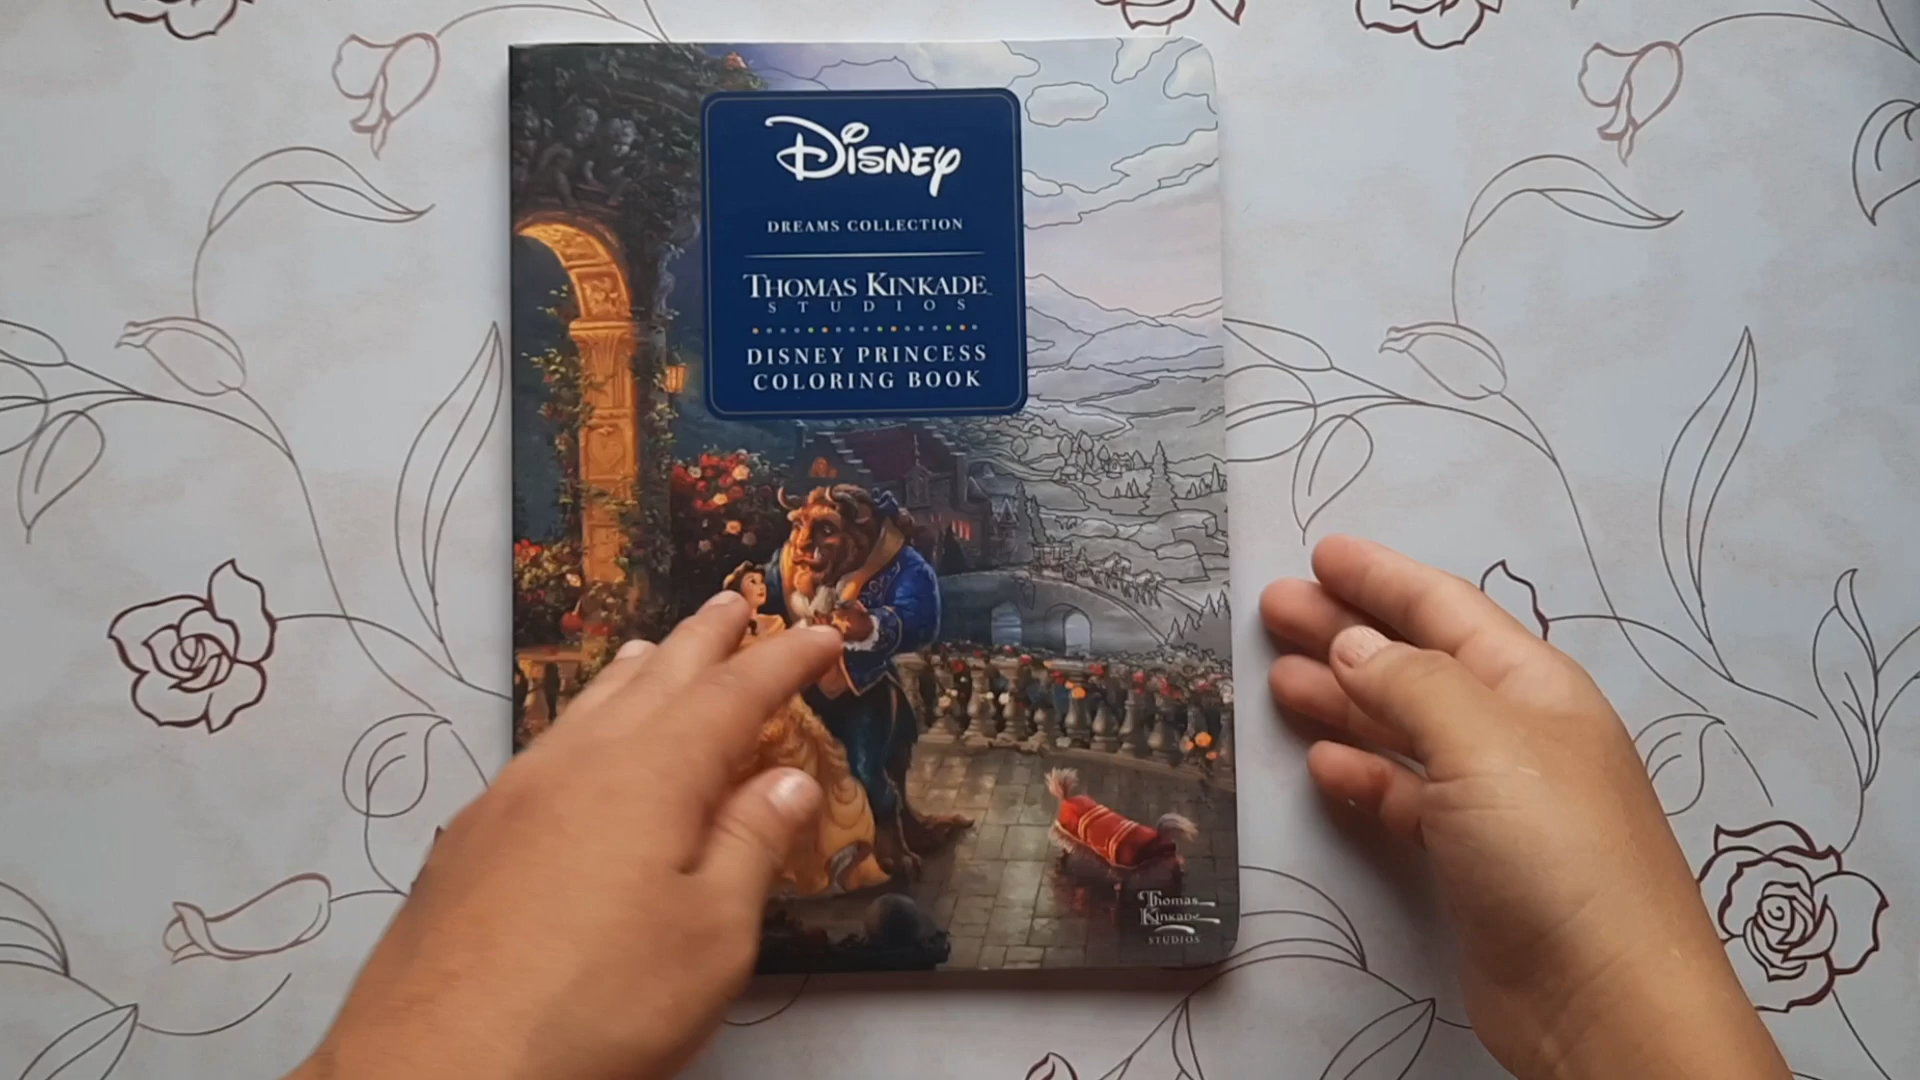 Disney
DREAMS COLLECTION
THOMAS KINKADE
STUDIOS
DISNEY PRINCESS
COLORING BOOK
Thomas
Kinkade
STUDIOS